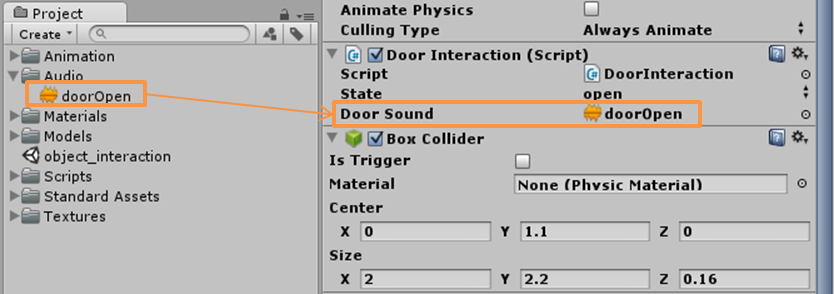 Project
Create
Animation
Audio
doorOpen
Materials
Models
object_interaction
Scripts
Standard Assets
Textures
Animate Physics
Culling Type Always Animate
Door Interaction (Script)
Script DoorInteraction
State open
Door Sound doorOpen
Box Collider
Is Trigger
Material None (Physic Material)
Center
X 0 Y 1.1 Z 0
Size
X 2 Y 2.2 Z 0.16